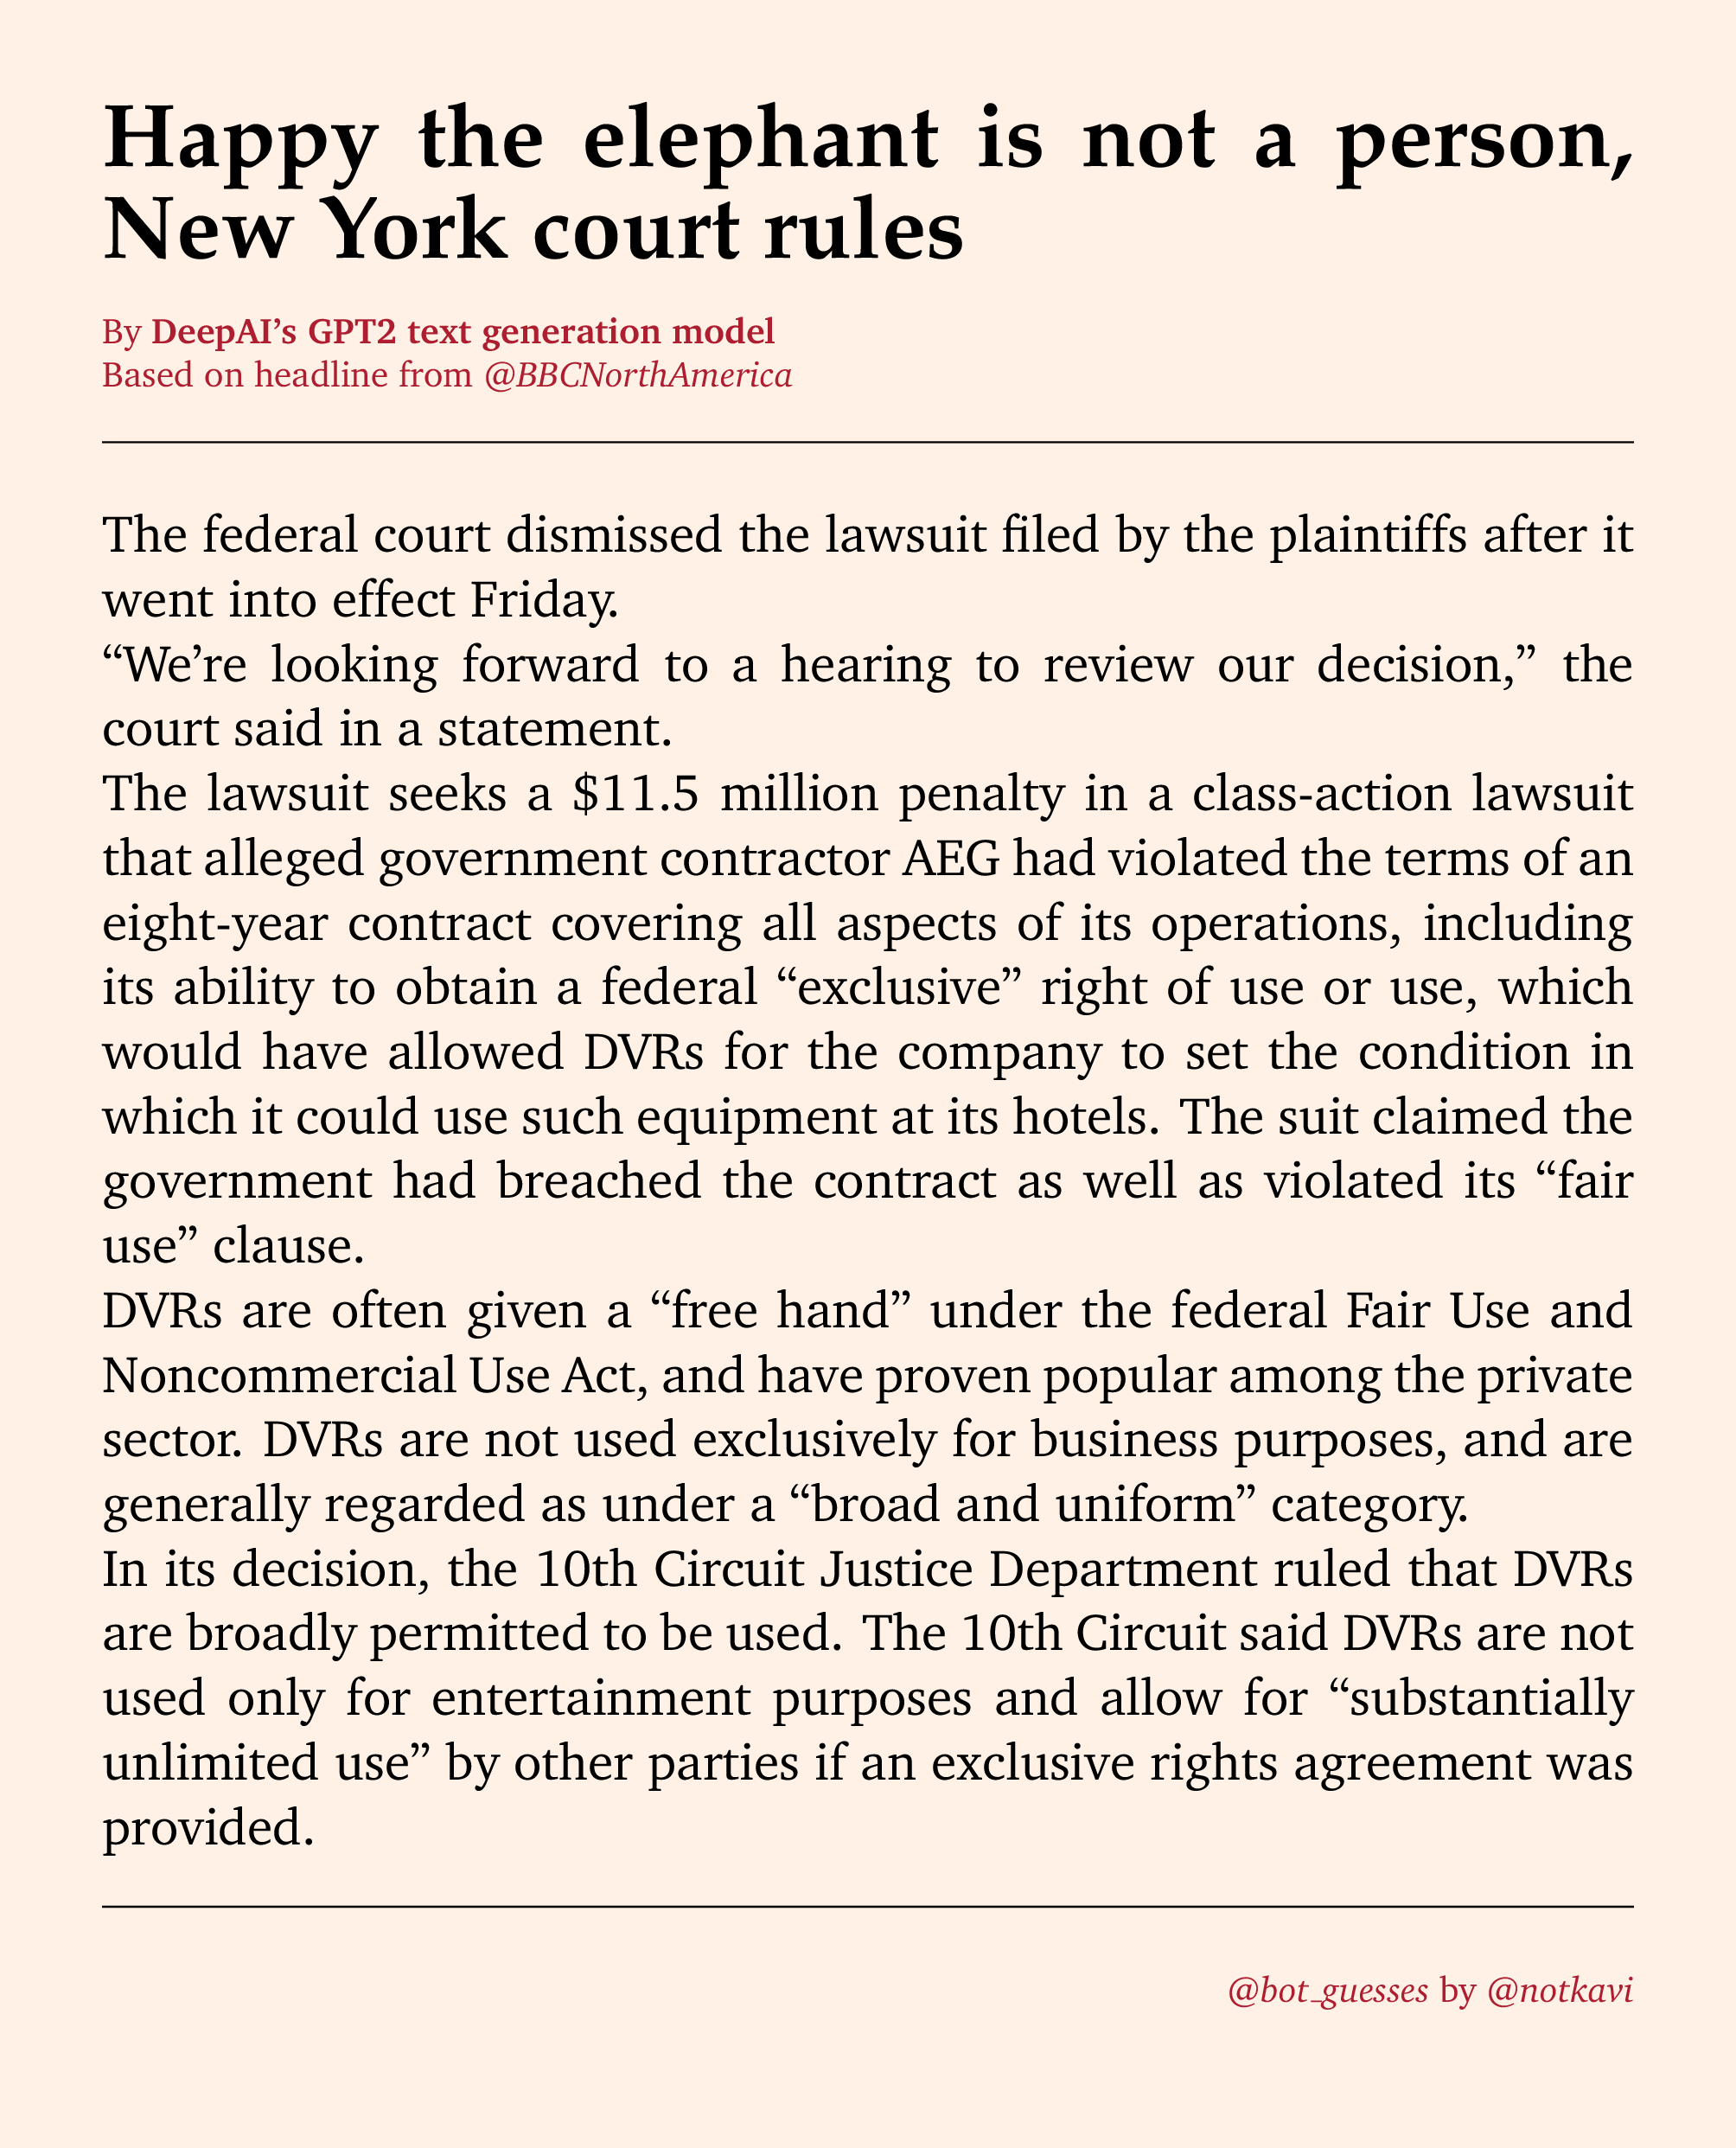 Happy the elephant is not a person,
New York court rules
By DeepAI’s GPT2 text generation model
Based on headline from @BBCNorthAmerica
The federal court dismissed the lawsuit filed by the plaintiffs after it
went into effect Friday.
“We’re looking forward to a hearing to review our decision,” the
court said in a statement.
The lawsuit seeks a $11.5 million penalty in a class-action lawsuit
that alleged government contractor AEG had violated the terms of an
eight-year contract covering all aspects of its operations, including
its ability to obtain a federal “exclusive” right of use or use, which
would have allowed DVRs for the company to set the condition in
which it could use such equipment at its hotels. The suit claimed the
government had breached the contract as well as violated its “fair
use” clause.
DVRs are often given a “free hand” under the federal Fair Use and
Noncommercial Use Act, and have proven popular among the private
sector. DVRs are not used exclusively for business purposes, and are
generally regarded as under a “broad and uniform” category.
In its decision, the 10th Circuit Justice Department ruled that DVRs
are broadly permitted to be used. The 10th Circuit said DVRs are not
used only for entertainment purposes and allow for “substantially
unlimited use” by other parties if an exclusive rights agreement was
provided.
@bot_guesses by @notkavi